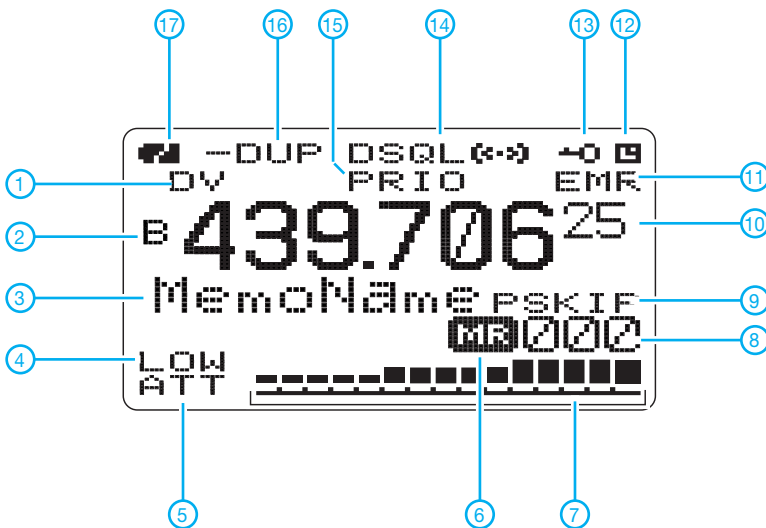 17 16 15 14 13 12
–DUP DSQL
1 DV PRIO EMR 11
2 B 439.706 25 10
3 MemoName PSKIP 9
MR 000 8
4 LOW
ATT
5 6 7